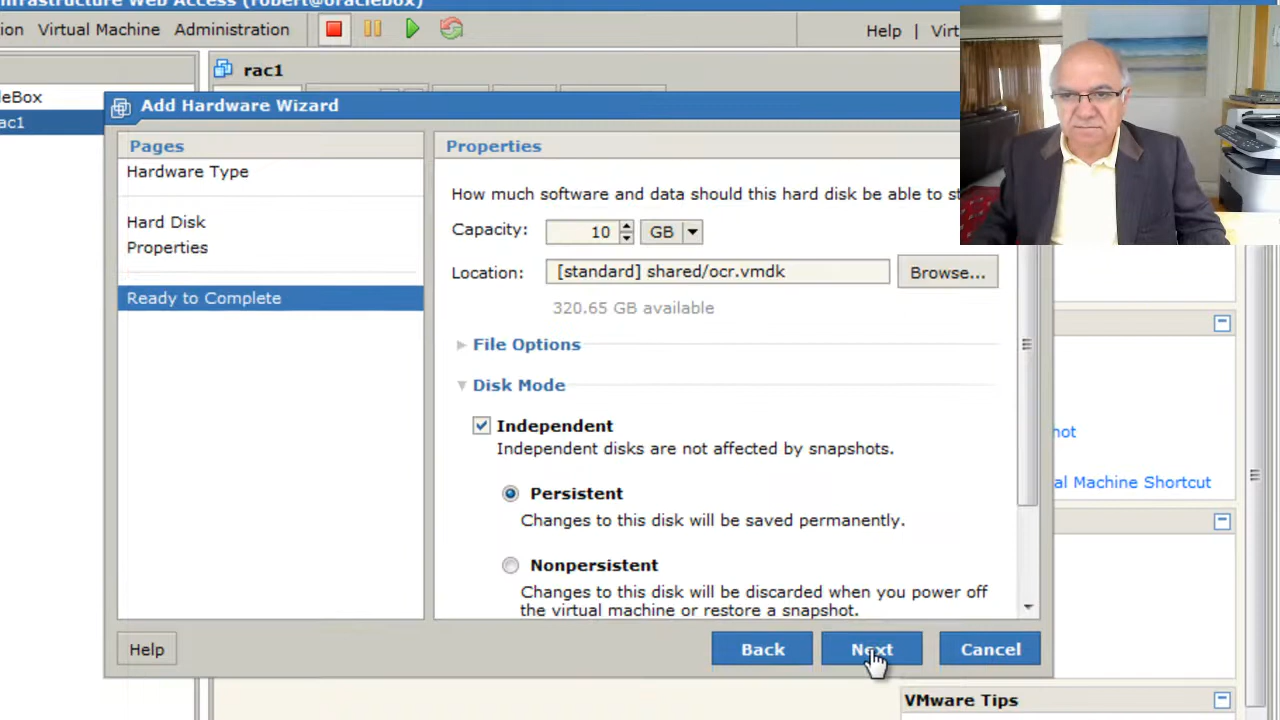 nfrastructure Web Access (robert@oraclebox)
ion Virtual Machine Administration Help | Virt
rac1
leBox
ac1
Add Hardware Wizard
Pages
Hardware Type
Hard Disk
Properties
Ready to Complete
Properties
How much software and data should this hard disk be able to st
Capacity: 10 GB
Location: [standard] shared/ocr.vmdk Browse...
320.65 GB available
File Options
Disk Mode
Independent
Independent disks are not affected by snapshots.
Persistent
Changes to this disk will be saved permanently.
Nonpersistent
Changes to this disk will be discarded when you power off
the virtual machine or restore a snapshot.
Help Back Next Cancel
hot
al Machine Shortcut
VMware Tips